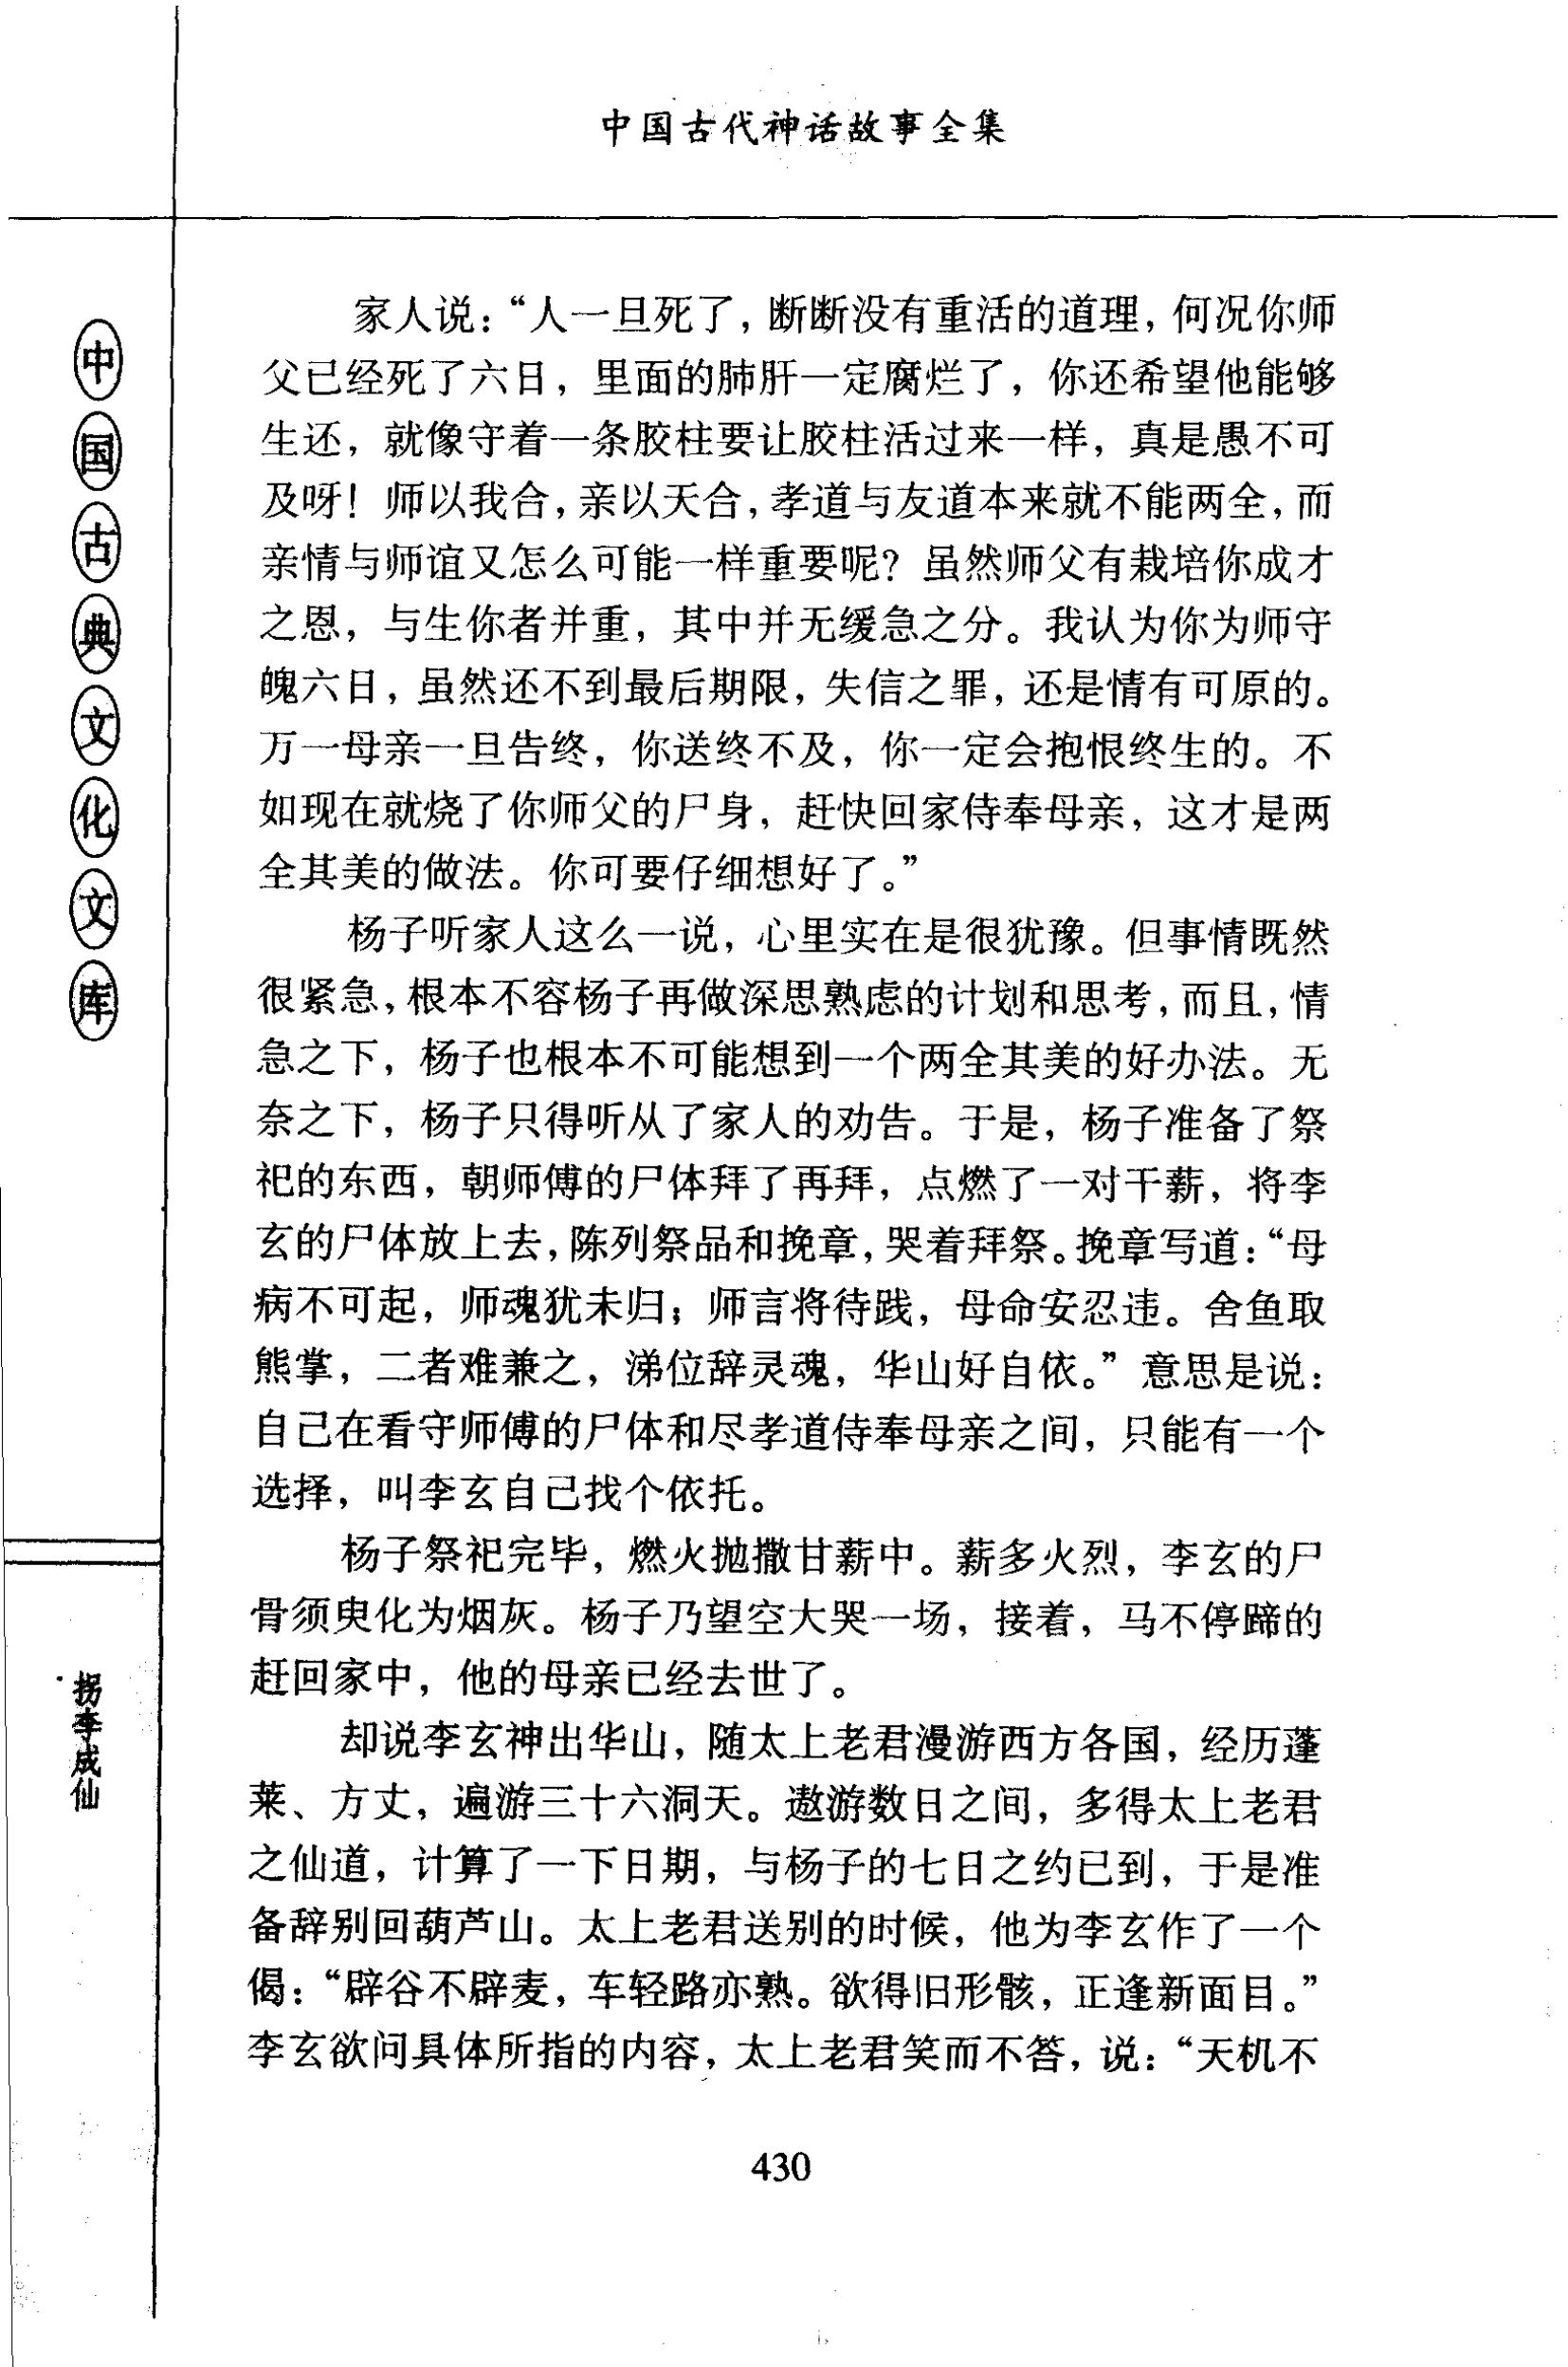 中国古代神话故事全集
中国古典文化文库
拐李成仙
家人说：“人一旦死了，断断没有重活的道理，何况你师
父已经死了六日，里面的肺肝一定腐烂了，你还希望他能够
生还，就像守着一条胶柱要让胶柱活过来一样，真是愚不可
及呀！师以我合，亲以天合，孝道与友道本来就不能两全，而
亲情与师谊又怎么可能一样重要呢？虽然师父有栽培你成才
之恩，与生你者并重，其中并无缓急之分。我认为你为师守
魄六日，虽然还不到最后期限，失信之罪，还是情有可原的。
万一母亲一旦告终，你送终不及，你一定会抱恨终生的。不
如现在就烧了你师父的尸身，赶快回家侍奉母亲，这才是两
全其美的做法。你可要仔细想好了。”
杨子听家人这么一说，心里实在是很犹豫。但事情既然
很紧急，根本不容杨子再做深思熟虑的计划和思考，而且，情
急之下，杨子也根本不可能想到一个两全其美的好办法。无
奈之下，杨子只得听从了家人的劝告。于是，杨子准备了祭
祀的东西，朝师傅的尸体拜了再拜，点燃了一对干薪，将李
玄的尸体放上去，陈列祭品和挽章，哭着拜祭。挽章写道：“母
病不可起，师魂犹未归；师言将待践，母命安忍违。舍鱼取
熊掌，二者难兼之，涕位辞灵魂，华山好自依。”意思是说：
自己在看守师傅的尸体和尽孝道侍奉母亲之间，只能有一个
选择，叫李玄自己找个依托。
杨子祭祀完毕，燃火抛撒甘薪中。薪多火烈，李玄的尸
骨须臾化为烟灰。杨子乃望空大哭一场，接着，马不停蹄的
赶回家中，他的母亲已经去世了。
却说李玄神出华山，随太上老君漫游西方各国，经历蓬
莱、方丈，遍游三十六洞天。遨游数日之间，多得太上老君
之仙道，计算了一下日期，与杨子的七日之约已到，于是准
备辞别回葫芦山。太上老君送别的时候，他为李玄作了一个
偈：“辟谷不辟麦，车轻路亦熟。欲得旧形骸，正逢新面目。”
李玄欲问具体所指的内容，太上老君笑而不答，说：“天机不
430